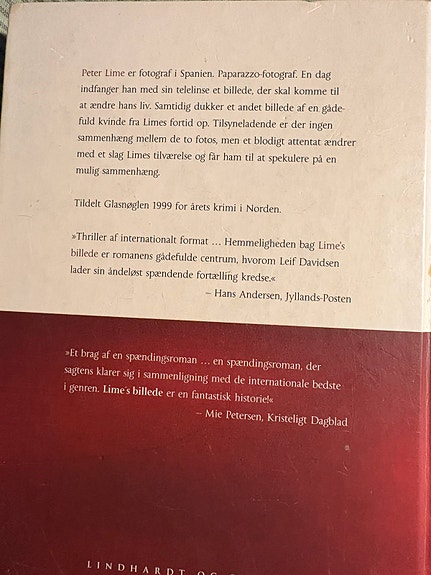 Peter Lime er fotograf i Spanien. Paparazzo-fotograf. En dag
indfanger han med sin telelinse et billede, der skal komme til
at ændre hans liv. Samtidig dukker et andet billede af en gåde-
fuld kvinde fra Limes fortid op. Tilsyneladende er der ingen
sammenhæng mellem de to fotos, men et blodigt attentat ændrer
med et slag Limes tilværelse og får ham til at spekulere på en
mulig sammenhæng.
Tildelt Glasnøglen 1999 for årets krimi i Norden.
»Thriller af internationalt format … Hemmeligheden bag Lime's
billede er romanens gådefulde centrum, hvorom Leif Davidsen
lader sin åndeløst spændende fortælling kredse.«
– Hans Andersen, Jyllands-Posten
»Et brag af en spændingsroman … en spændingsroman, der
sagtens klarer sig i sammenligning med de internationale bedste
i genren. Lime's billede er en fantastisk historie!«
– Mie Petersen, Kristeligt Dagblad
LINDHARDT OG